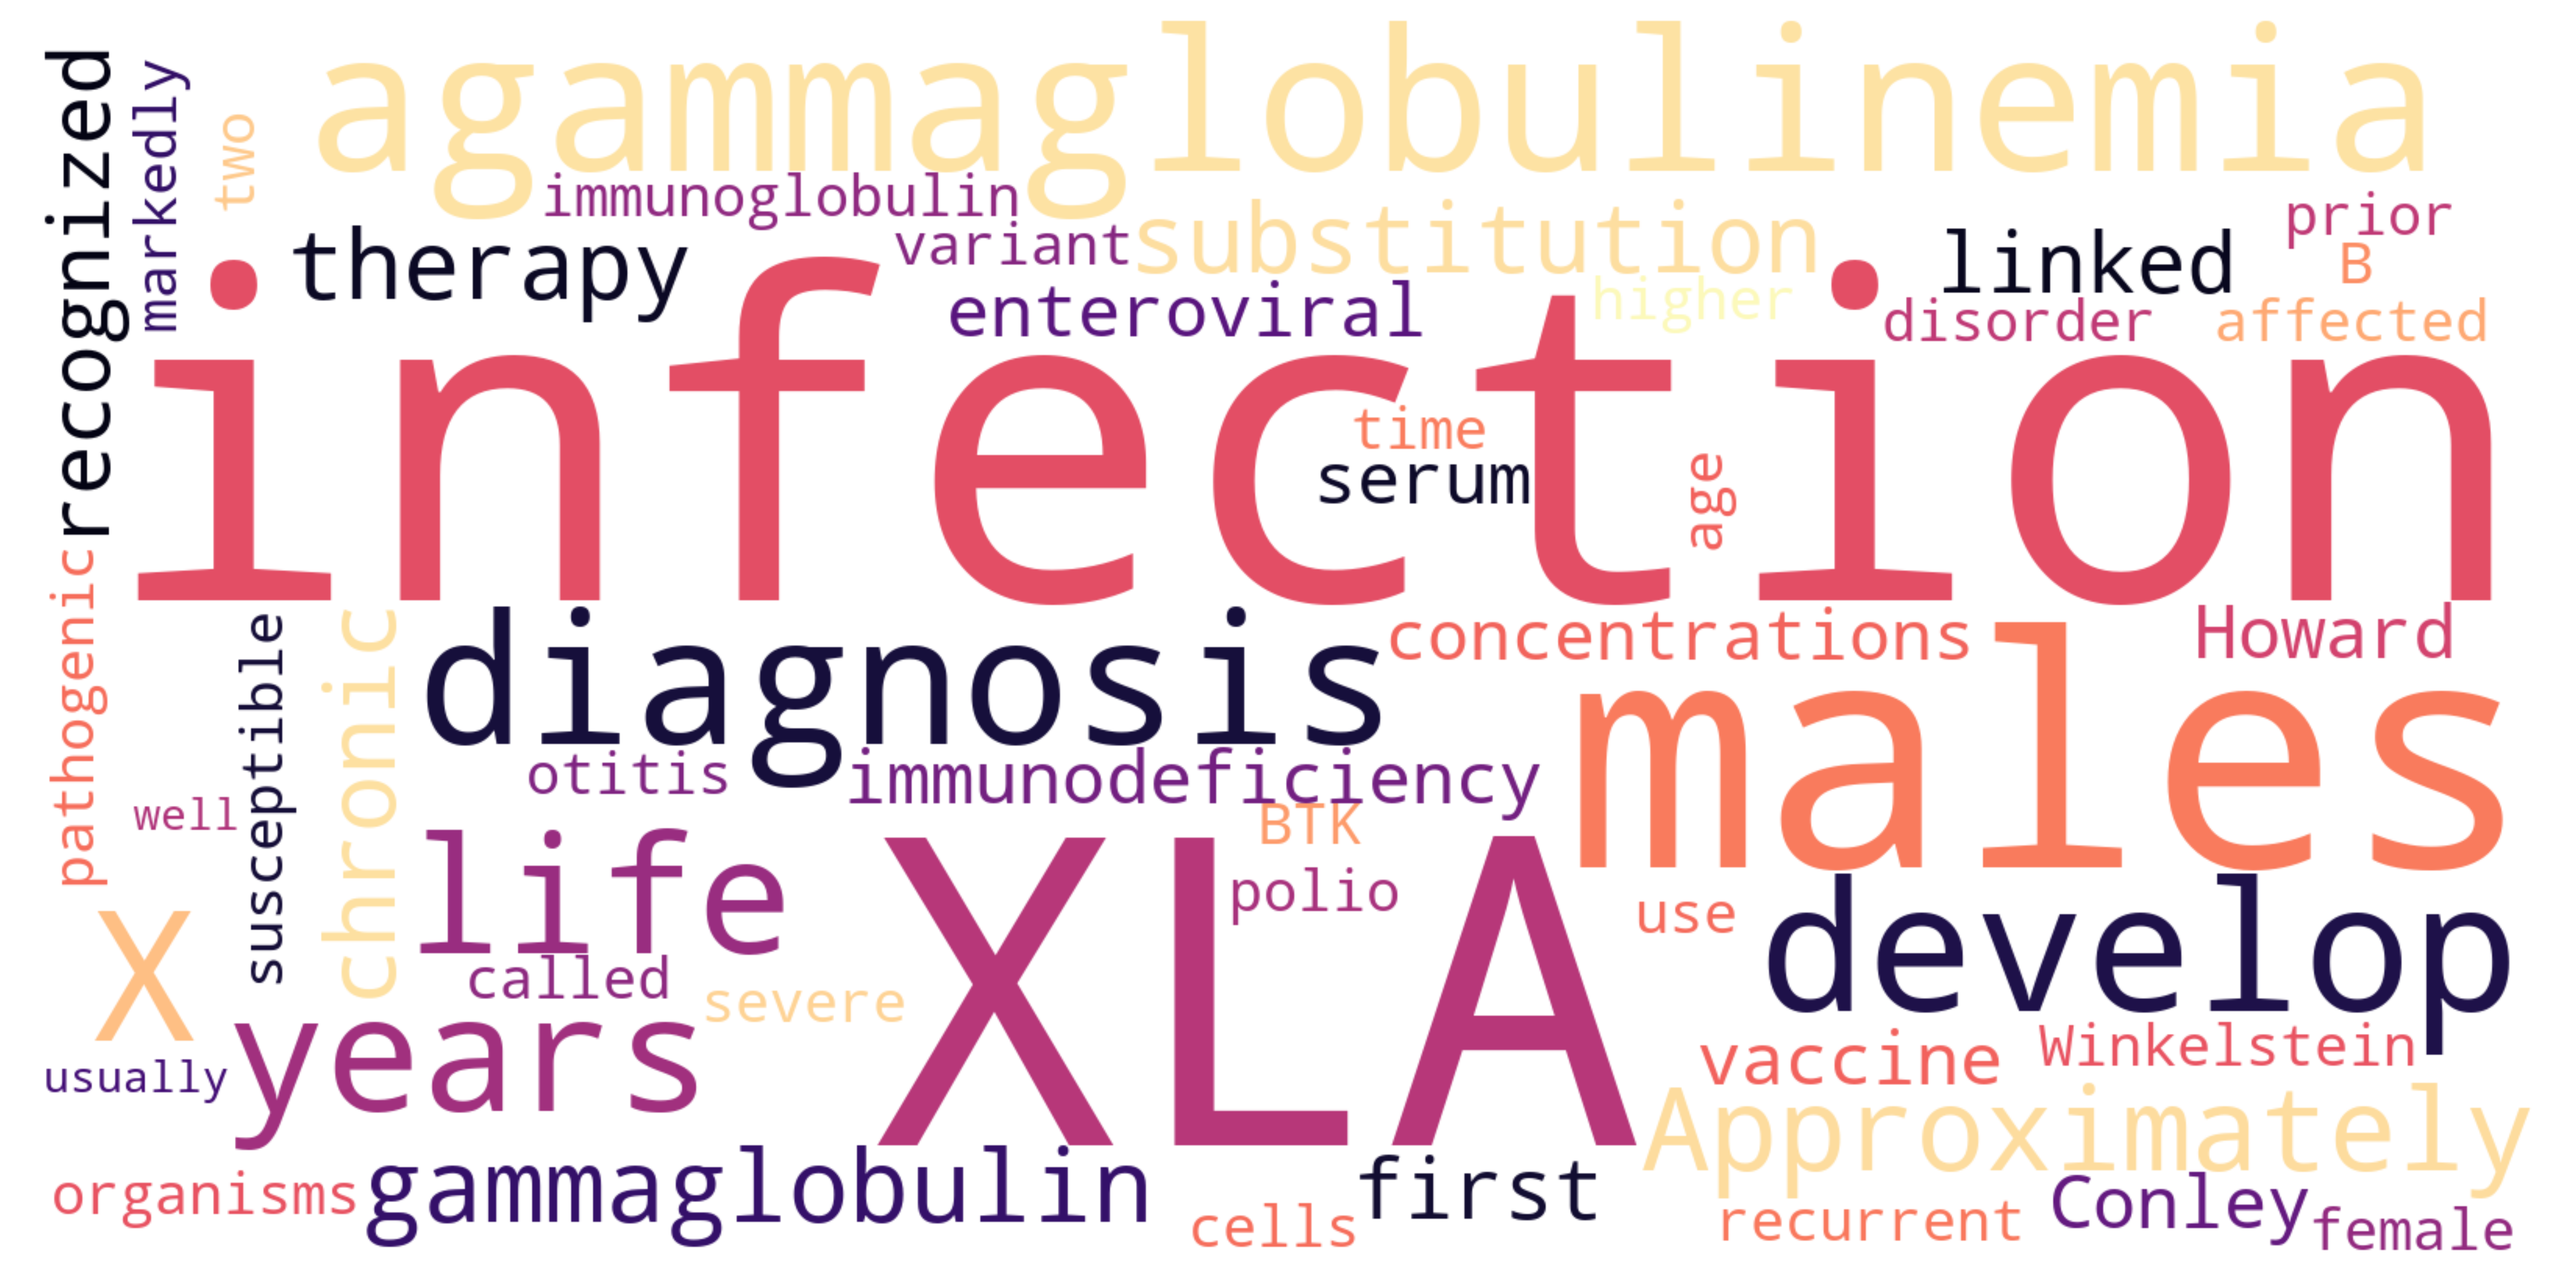 agammaglobulinemia
recognized
markedly
two
immunoglobulin
variant
substitution
prior
therapy
linked
B
enteroviral
higher
disorder
affected
infection
time
serum
age
pathogenic
susceptible
chronic
diagnosis
concentrations
Howard
males
otitis
immunodeficiency
well
BTK
life
XLA
polio
use
develop
X
called
severe
years
usually
vaccine
Winkelstein
Approximately
organisms
gammaglobulin
first
cells
recurrent
Conley
female